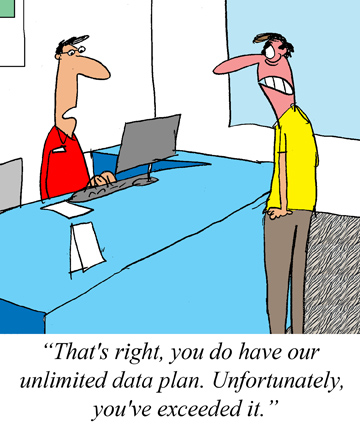 “That's right, you do have our
unlimited data plan. Unfortunately,
you've exceeded it.”